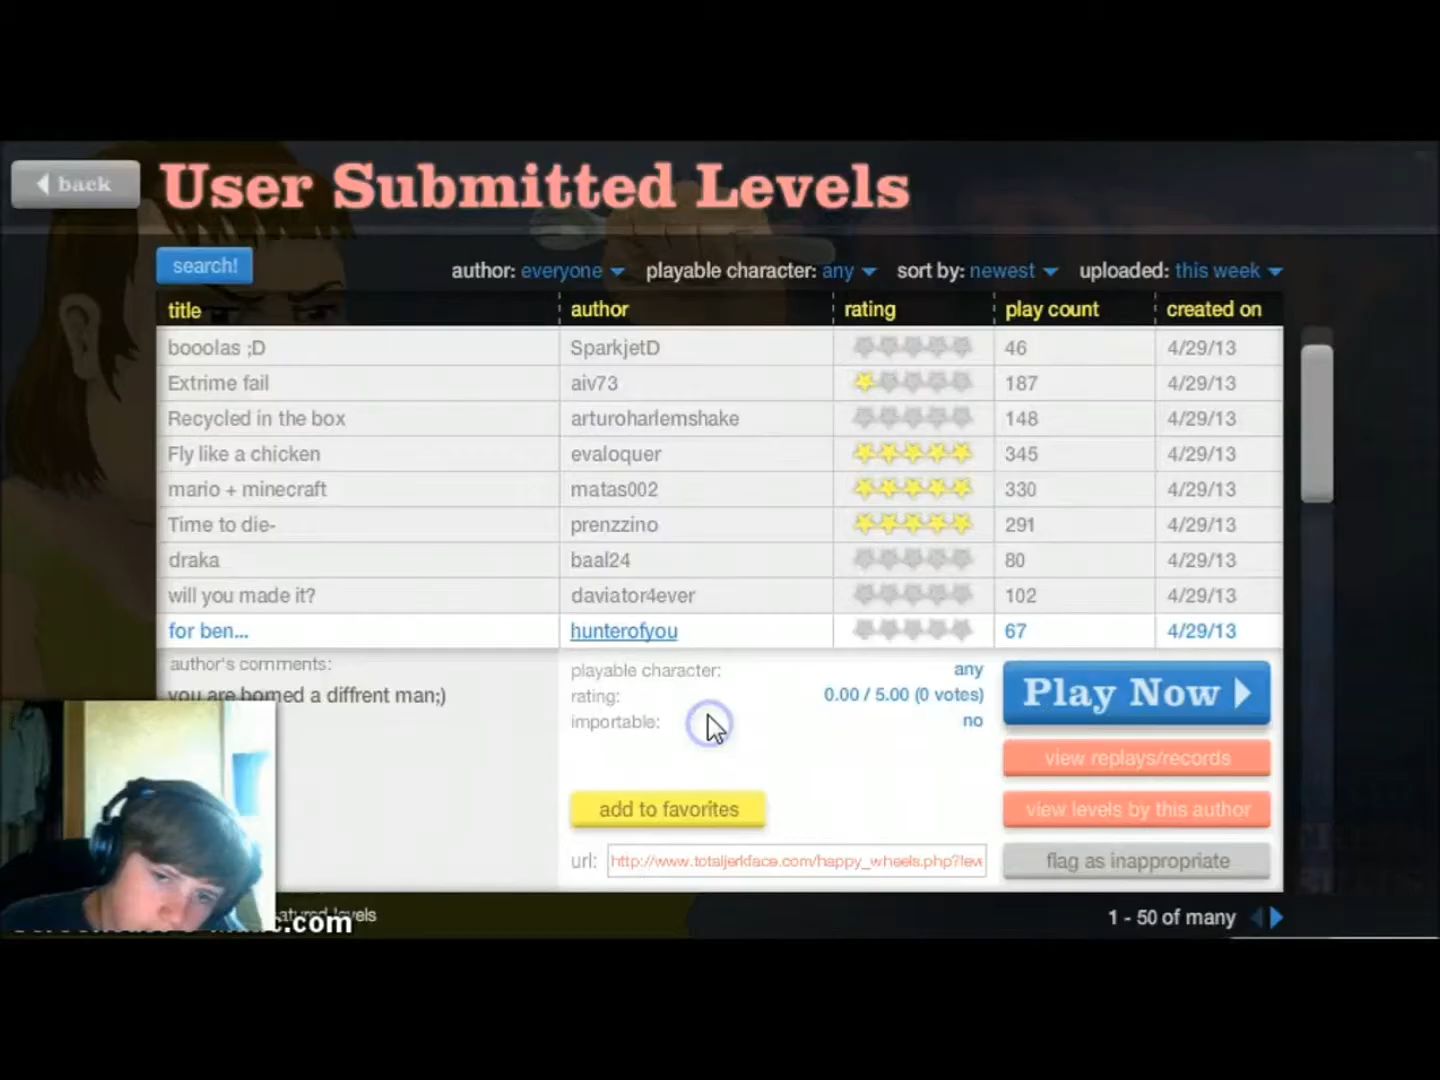 back
User Submitted Levels
search!
author: everyone playable character: any sort by: newest uploaded: this week
title author rating play count created on
booolas ;D SparkjetD 46 4/29/13
Extrime fail aiv73 187 4/29/13
Recycled in the box arturoharlemshake 148 4/29/13
Fly like a chicken evaloquer 345 4/29/13
mario + minecraft matas002 330 4/29/13
Time to die- prenzzino 291 4/29/13
draka baal24 80 4/29/13
will you made it? daviator4ever 102 4/29/13
for ben... hunterofyou 67 4/29/13
author's comments:
you are borned a diffrent man;)
playable character: any
rating: 0.00 / 5.00 (0 votes)
importable: no
Play Now
view replays/records
add to favorites
view levels by this author
url: http://www.totaljerkface.com/happy_wheels.php?lev
flag as inappropriate
levels
.com
1 - 50 of many